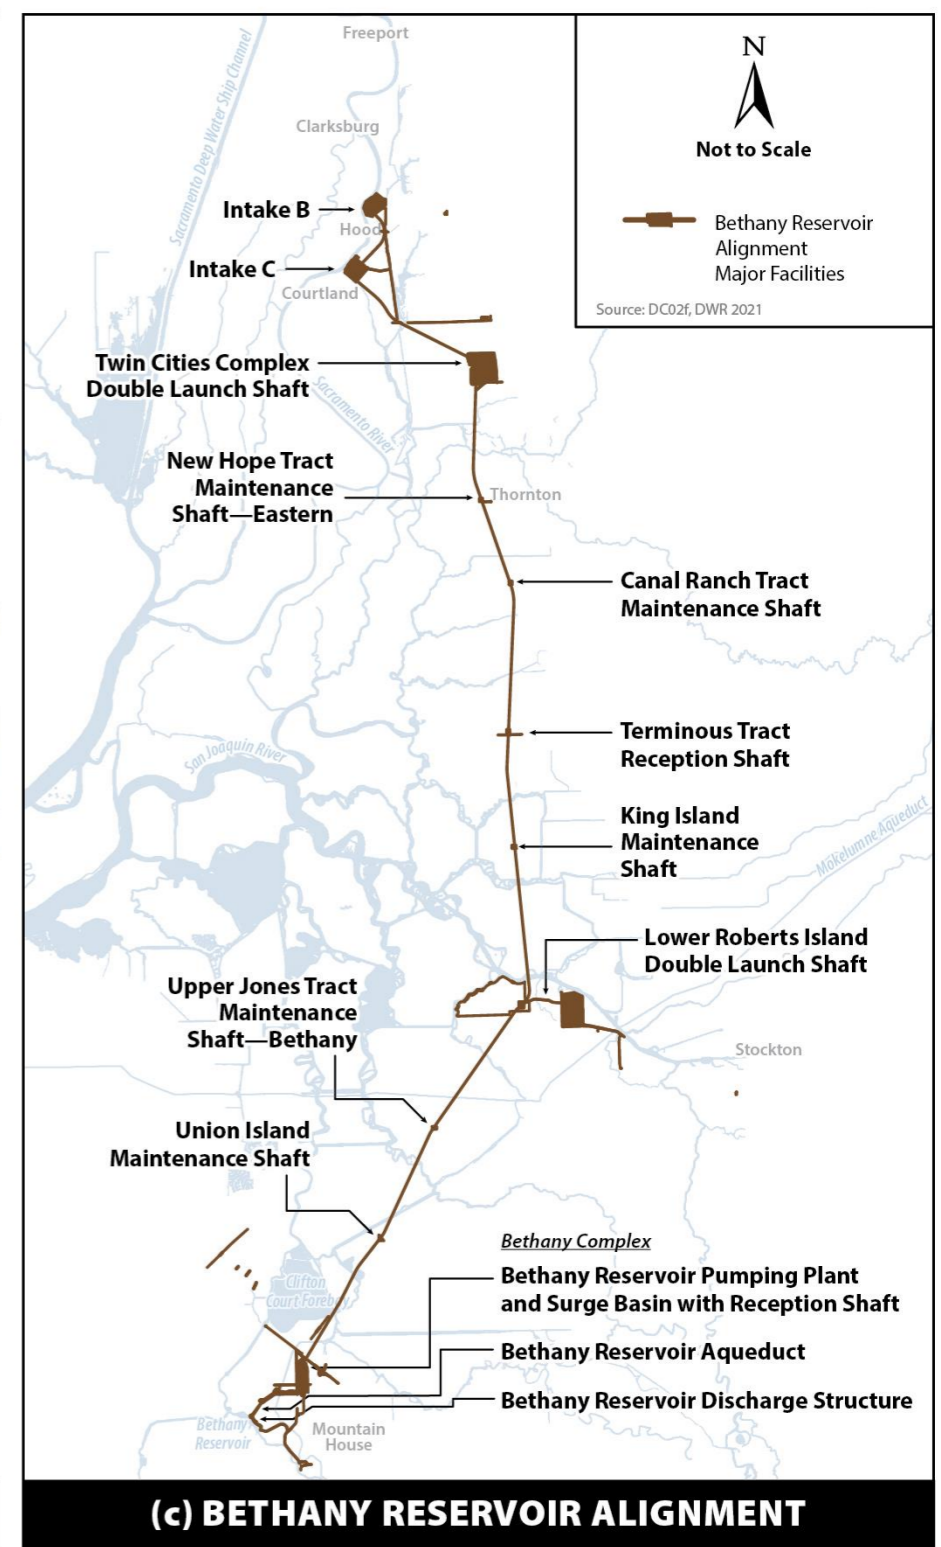 Freeport
Sacramento Deep Water Ship Channel
Clarksburg
N
Not to Scale
Bethany Reservoir
Alignment
Major Facilities
Source: DC02f, DWR 2021
Intake B
Hood
Intake C
Courtland
Twin Cities Complex
Double Launch Shaft
Sacramento River
New Hope Tract
Maintenance
Shaft—Eastern
Thornton
Canal Ranch Tract
Maintenance Shaft
San Joaquin River
Terminous Tract
Reception Shaft
King Island
Maintenance
Shaft
Mokelumne Aqueduct
Lower Roberts Island
Double Launch Shaft
Upper Jones Tract
Maintenance
Shaft—Bethany
Stockton
Union Island
Maintenance Shaft
Bethany Complex
Clifton
Court Forebay
Bethany Reservoir Pumping Plant
and Surge Basin with Reception Shaft
Bethany Reservoir Aqueduct
Bethany Reservoir Discharge Structure
Bethany
Reservoir
Mountain
House
(c) BETHANY RESERVOIR ALIGNMENT